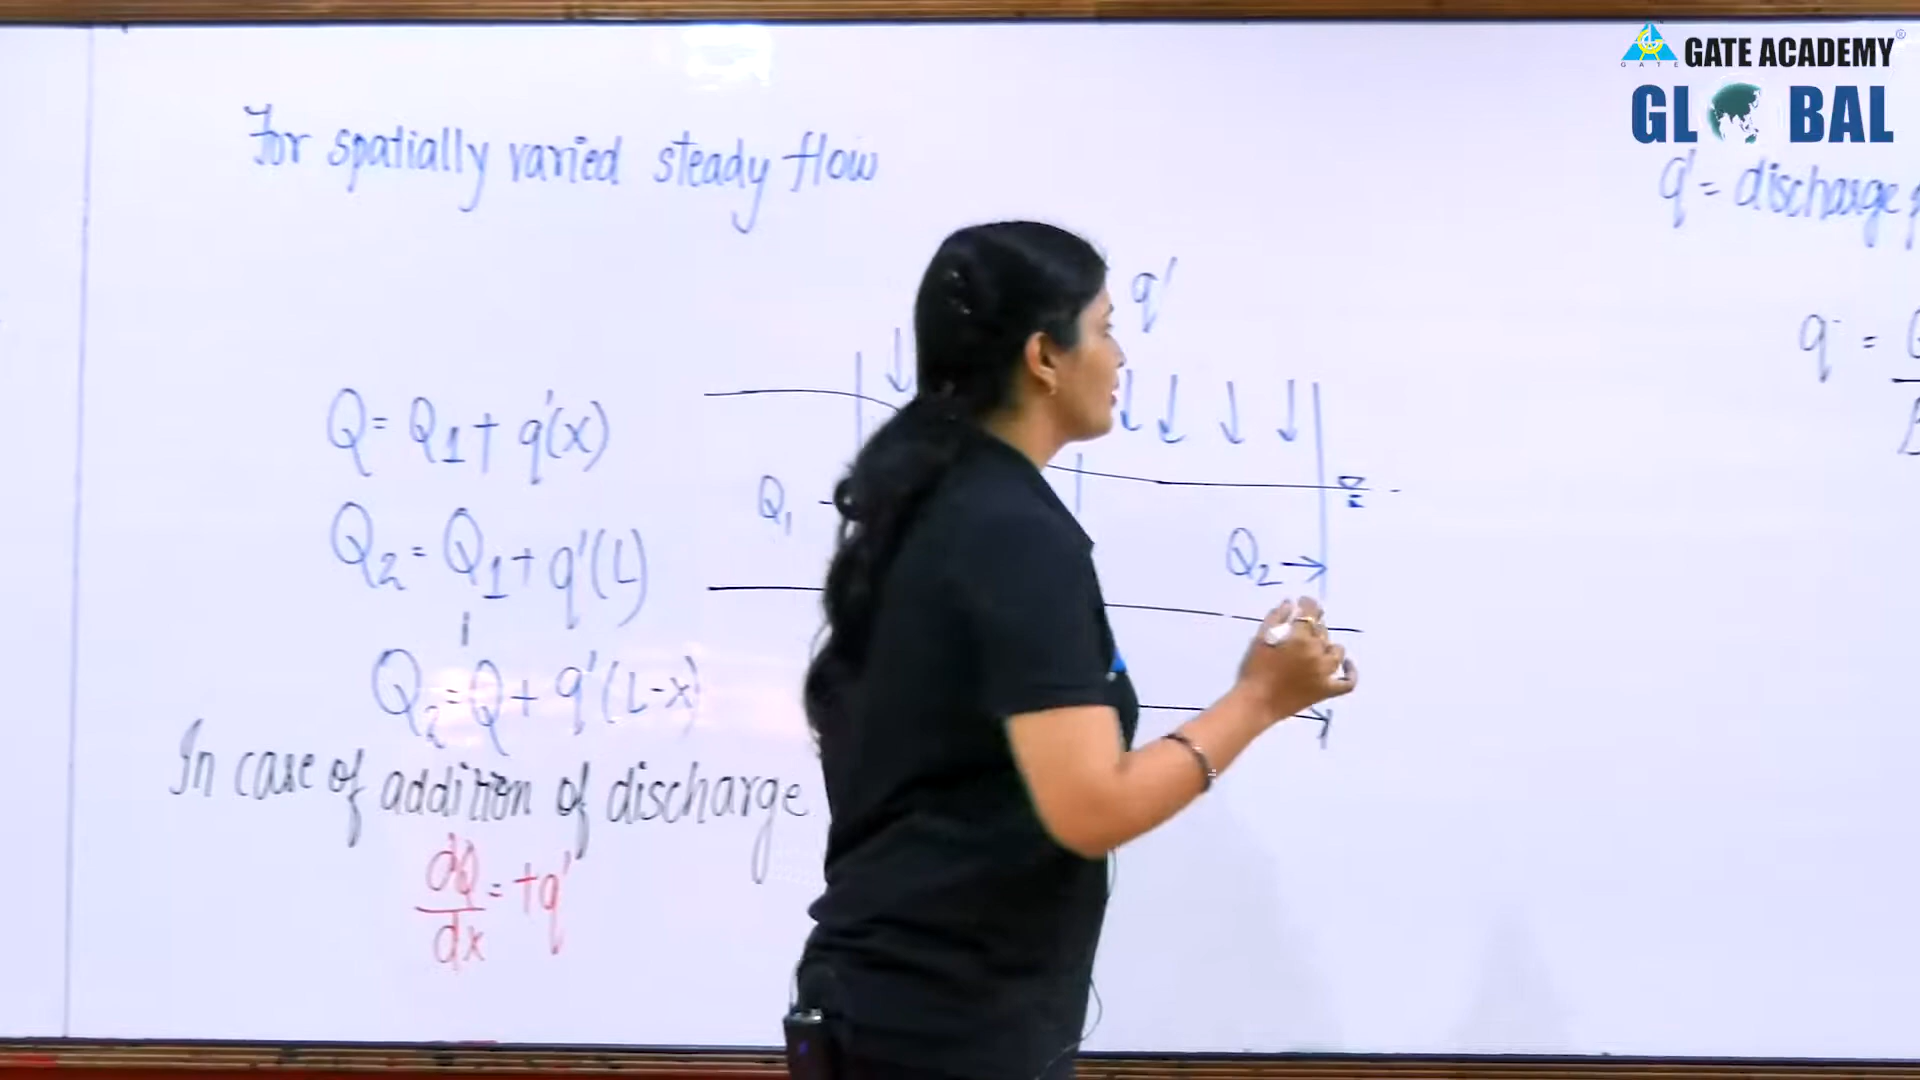 GATE ACADEMY
GATE
GLOBAL
For spatially varied steady flow
q' = discharge
q =
q'
Q = Q1 + q'(x)
Q1
Q2 = Q1 + q'(L)
Q2 →
Q2 = Q + q'(L-x)
In case of addition of discharge
dQ/dx = +q'